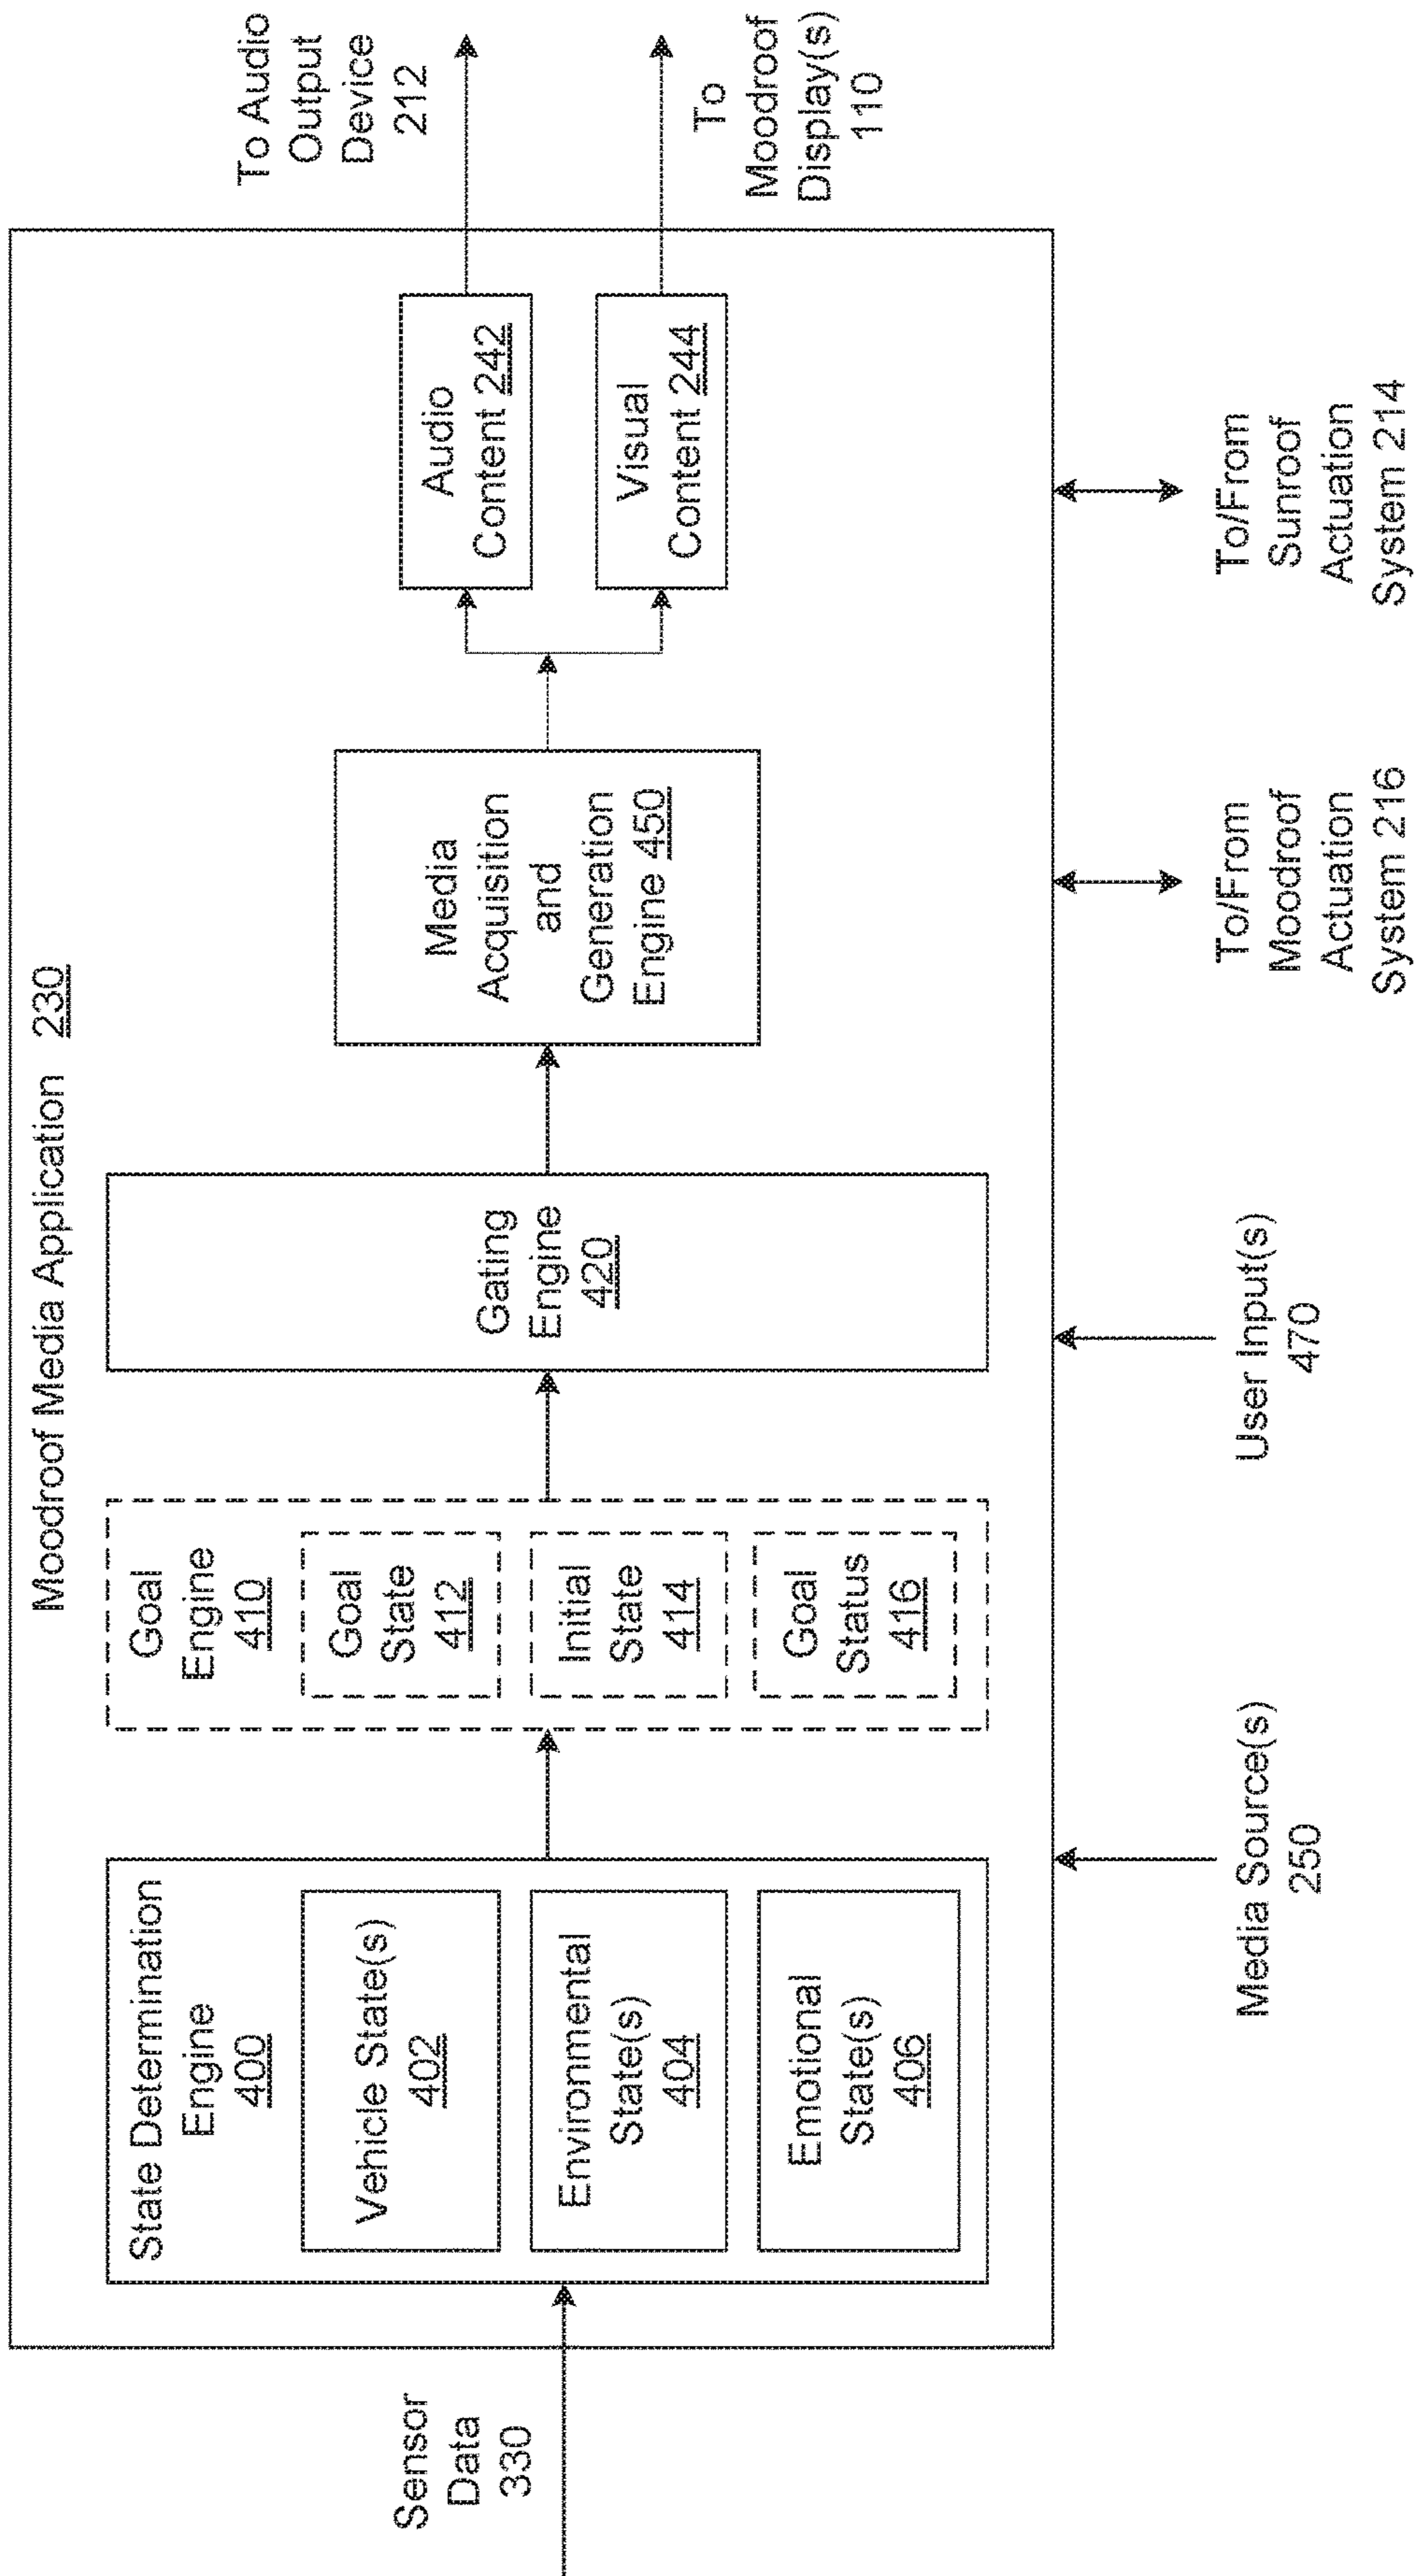 Moodroof Media Application 230
Sensor
Data
330
State Determination
Engine
400
Vehicle State(s)
402
Environmental
State(s)
404
Emotional
State(s)
406
Goal
Engine
410
Goal
State
412
Initial
State
414
Goal
Status
416
Gating
Engine
420
Media
Acquisition
and
Generation
Engine 450
Audio
Content 242
Visual
Content 244
To Audio
Output
Device
212
To
Moodroof
Display(s)
110
Media Source(s)
250
User Input(s)
470
To/From
Moodroof
Actuation
System 216
To/From
Sunroof
Actuation
System 214